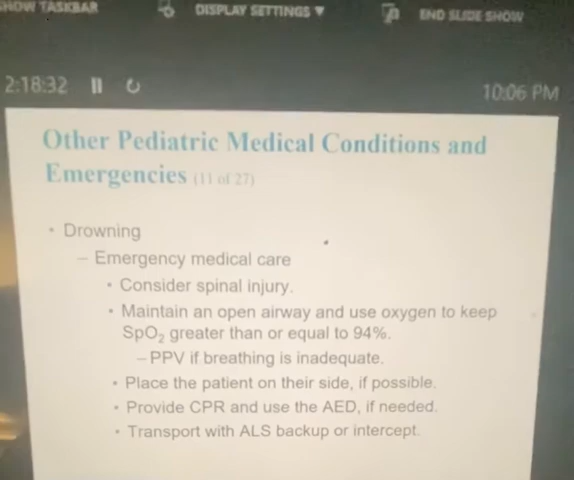 SHOW TASKBAR
DISPLAY SETTINGS ▼
END SLIDE SHOW
2:18:32
10:06 PM
Other Pediatric Medical Conditions and
Emergencies (11 of 27)
• Drowning
– Emergency medical care
• Consider spinal injury.
• Maintain an open airway and use oxygen to keep
SpO₂ greater than or equal to 94%.
– PPV if breathing is inadequate.
• Place the patient on their side, if possible.
• Provide CPR and use the AED, if needed.
• Transport with ALS backup or intercept.